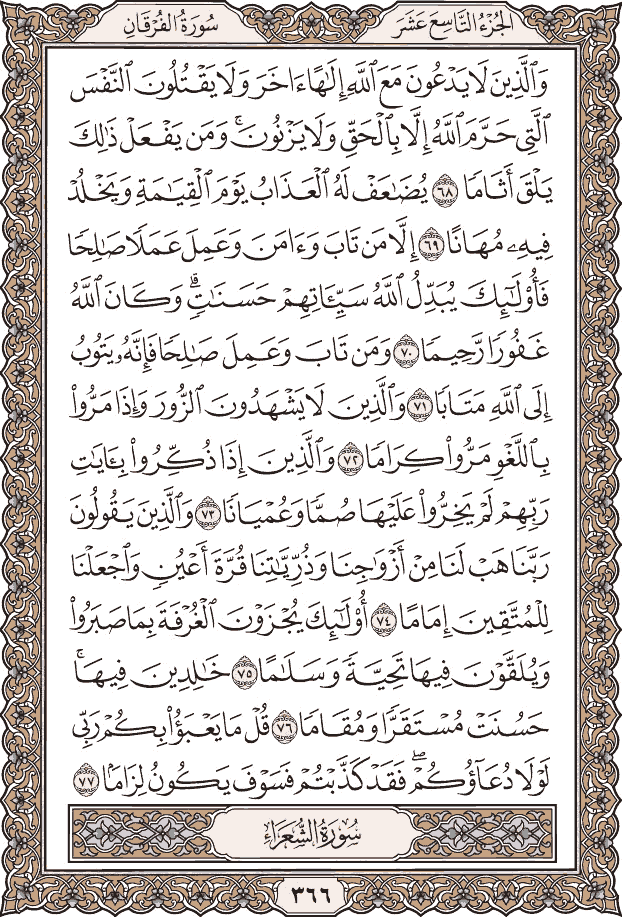 الجزء التاسع عشر
سورة الفرقان
وَٱلَّذِينَ لَا يَدْعُونَ مَعَ ٱللَّهِ إِلَٰهًا ءَاخَرَ وَلَا يَقْتُلُونَ ٱلنَّفْسَ
ٱلَّتِي حَرَّمَ ٱللَّهُ إِلَّا بِٱلْحَقِّ وَلَا يَزْنُونَ ۚ وَمَن يَفْعَلْ ذَٰلِكَ
يَلْقَ أَثَامًا ٦٨ يُضَٰعَفْ لَهُ ٱلْعَذَابُ يَوْمَ ٱلْقِيَٰمَةِ وَيَخْلُدْ
فِيهِۦ مُهَانًا ٦٩ إِلَّا مَن تَابَ وَءَامَنَ وَعَمِلَ عَمَلًا صَٰلِحًا
فَأُو۟لَٰٓئِكَ يُبَدِّلُ ٱللَّهُ سَيِّـَٔاتِهِمْ حَسَنَٰتٍ ۗ وَكَانَ ٱللَّهُ
غَفُورًا رَّحِيمًا ٧٠ وَمَن تَابَ وَعَمِلَ صَٰلِحًا فَإِنَّهُۥ يَتُوبُ
إِلَى ٱللَّهِ مَتَابًا ٧١ وَٱلَّذِينَ لَا يَشْهَدُونَ ٱلزُّورَ وَإِذَا مَرُّوا۟
بِٱللَّغْوِ مَرُّوا۟ كِرَامًا ٧٢ وَٱلَّذِينَ إِذَا ذُكِّرُوا۟ بِـَٔايَٰتِ
رَبِّهِمْ لَمْ يَخِرُّوا۟ عَلَيْهَا صُمًّا وَعُمْيَانًا ٧٣ وَٱلَّذِينَ يَقُولُونَ
رَبَّنَا هَبْ لَنَا مِنْ أَزْوَٰجِنَا وَذُرِّيَّٰتِنَا قُرَّةَ أَعْيُنٍ وَٱجْعَلْنَا
لِلْمُتَّقِينَ إِمَامًا ٧٤ أُو۟لَٰٓئِكَ يُجْزَوْنَ ٱلْغُرْفَةَ بِمَا صَبَرُوا۟
وَيُلَقَّوْنَ فِيهَا تَحِيَّةً وَسَلَٰمًا ٧٥ خَٰلِدِينَ فِيهَا ۚ
حَسُنَتْ مُسْتَقَرًّا وَمُقَامًا ٧٦ قُلْ مَا يَعْبَؤُا۟ بِكُمْ رَبِّي
لَوْلَا دُعَآؤُكُمْ ۖ فَقَدْ كَذَّبْتُمْ فَسَوْفَ يَكُونُ لِزَامًۢا ٧٧
سُورَةُ الشُّعَرَاءِ
٣٦٦